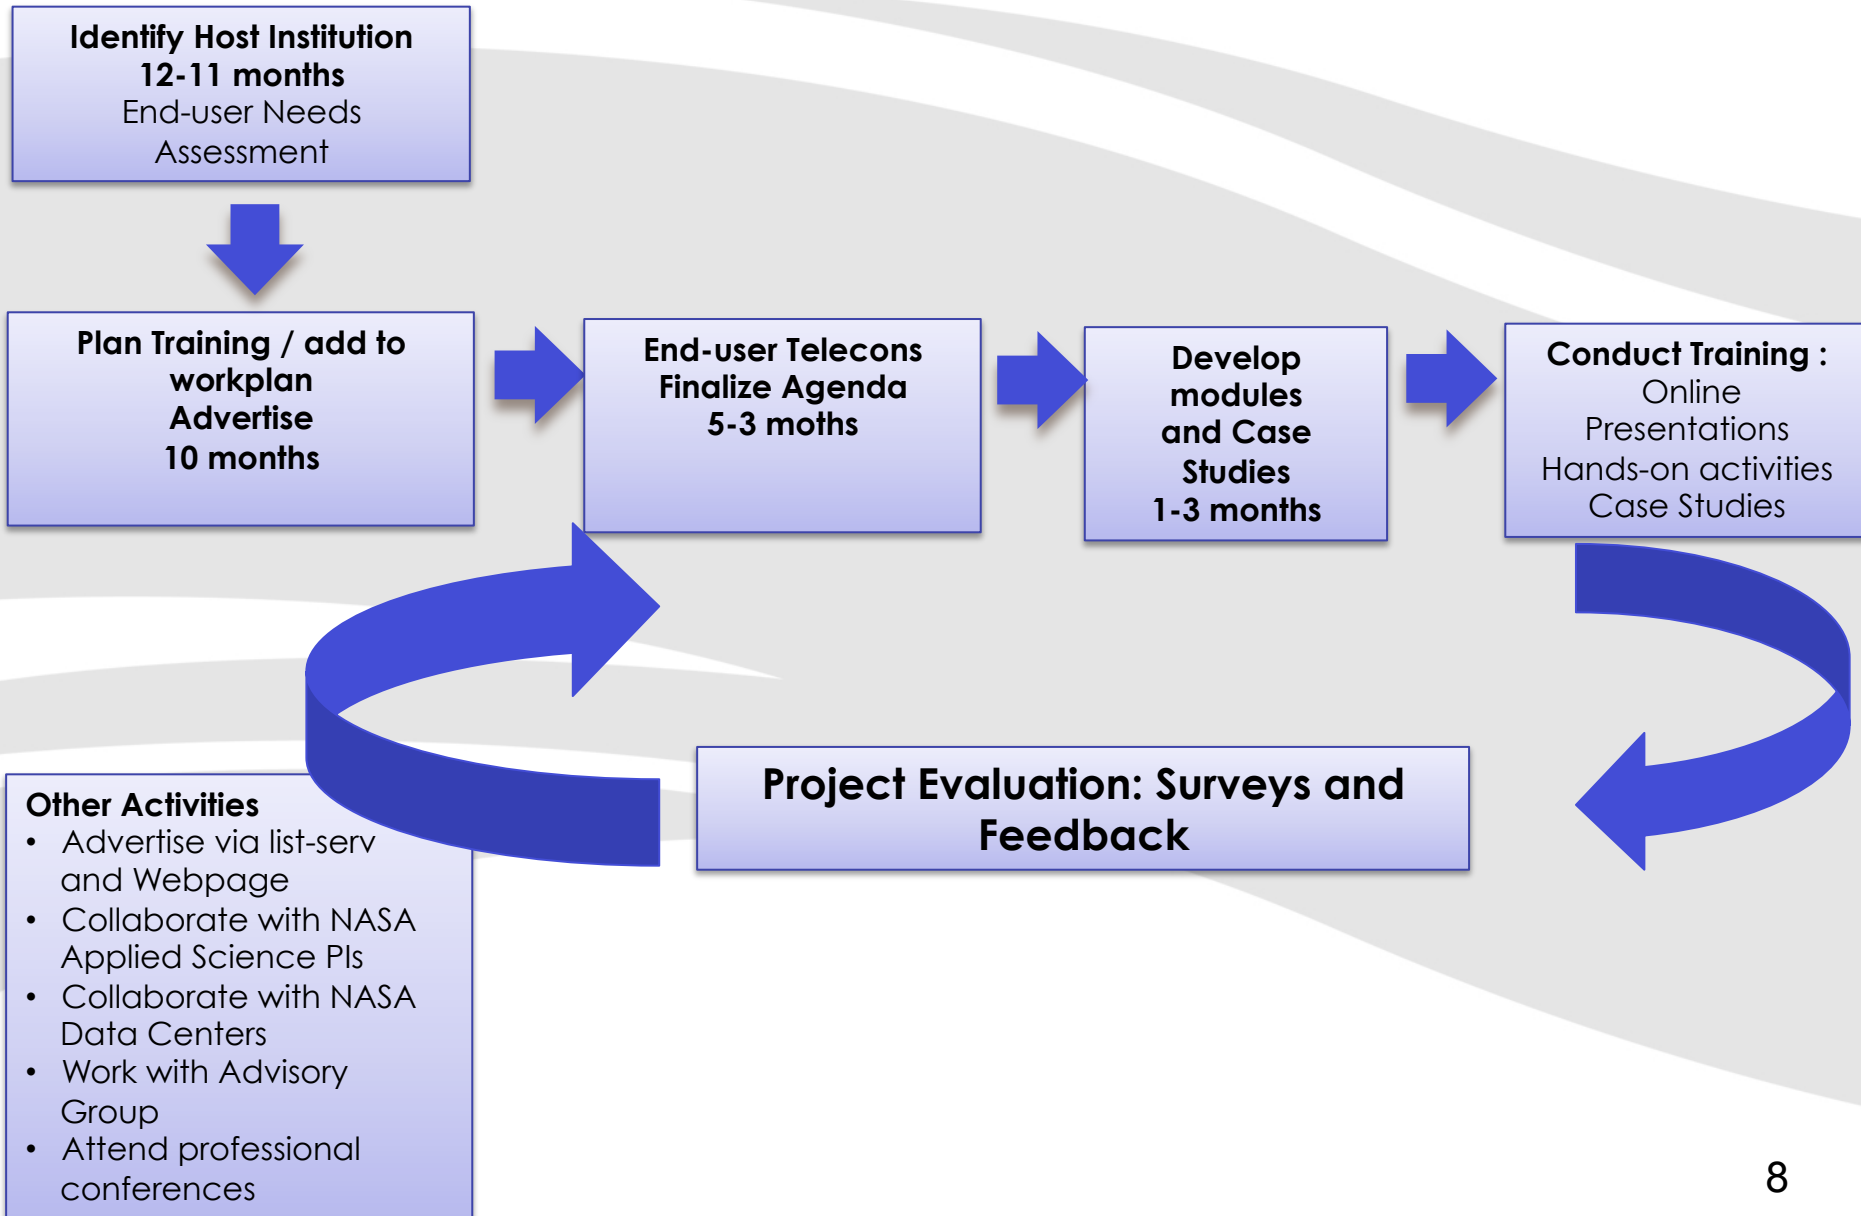 Identify Host Institution
12-11 months
End-user Needs
Assessment
Plan Training / add to
workplan
Advertise
10 months
End-user Telecons
Finalize Agenda
5-3 moths
Develop
modules
and Case
Studies
1-3 months
Conduct Training :
Online
Presentations
Hands-on activities
Case Studies
Project Evaluation: Surveys and
Feedback
Other Activities
• Advertise via list-serv
and Webpage
• Collaborate with NASA
Applied Science PIs
• Collaborate with NASA
Data Centers
• Work with Advisory
Group
• Attend professional
conferences
8